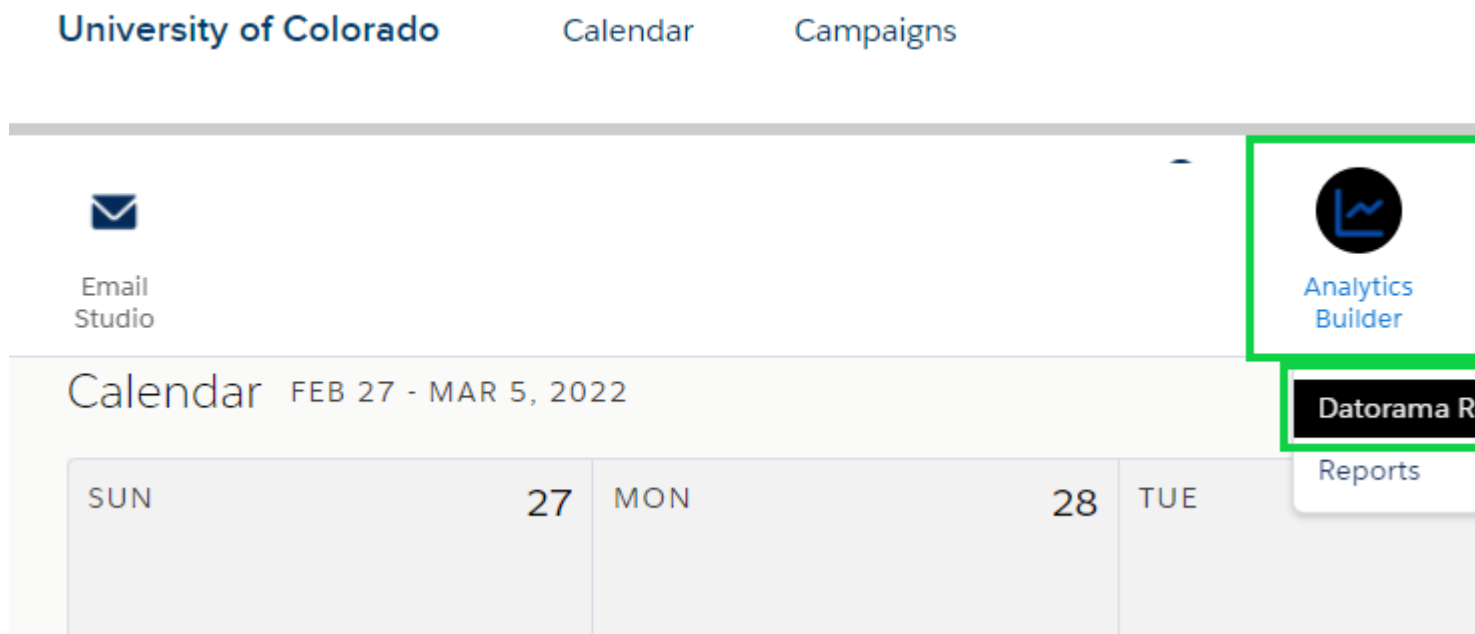 University of Colorado Calendar Campaigns
Email
Studio
Analytics
Builder
Calendar FEB 27 - MAR 5, 2022
Datorama R
Reports
SUN 27 MON 28 TUE